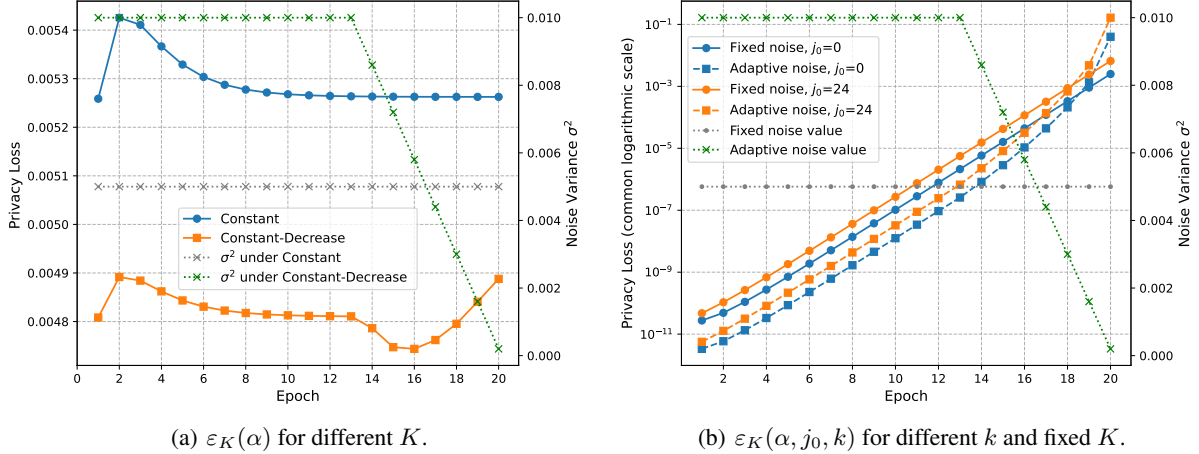 0.0054
0.0053
0.0052
0.0051
0.0050
0.0049
0.0048
Privacy Loss
0 2 4 6 8 10 12 14 16 18 20
Epoch
0.010
0.008
0.006
0.004
0.002
0.000
Noise Variance σ²
Constant
Constant-Decrease
σ² under Constant
σ² under Constant-Decrease
(a) ε_K(α) for different K.
10⁻¹
10⁻³
10⁻⁵
10⁻⁷
10⁻⁹
10⁻¹¹
Privacy Loss (common logarithmic scale)
2 4 6 8 10 12 14 16 18 20
Epoch
0.010
0.008
0.006
0.004
0.002
0.000
Noise Variance σ²
Fixed noise, j₀=0
Adaptive noise, j₀=0
Fixed noise, j₀=24
Adaptive noise, j₀=24
Fixed noise value
Adaptive noise value
(b) ε_K(α, j₀, k) for different k and fixed K.